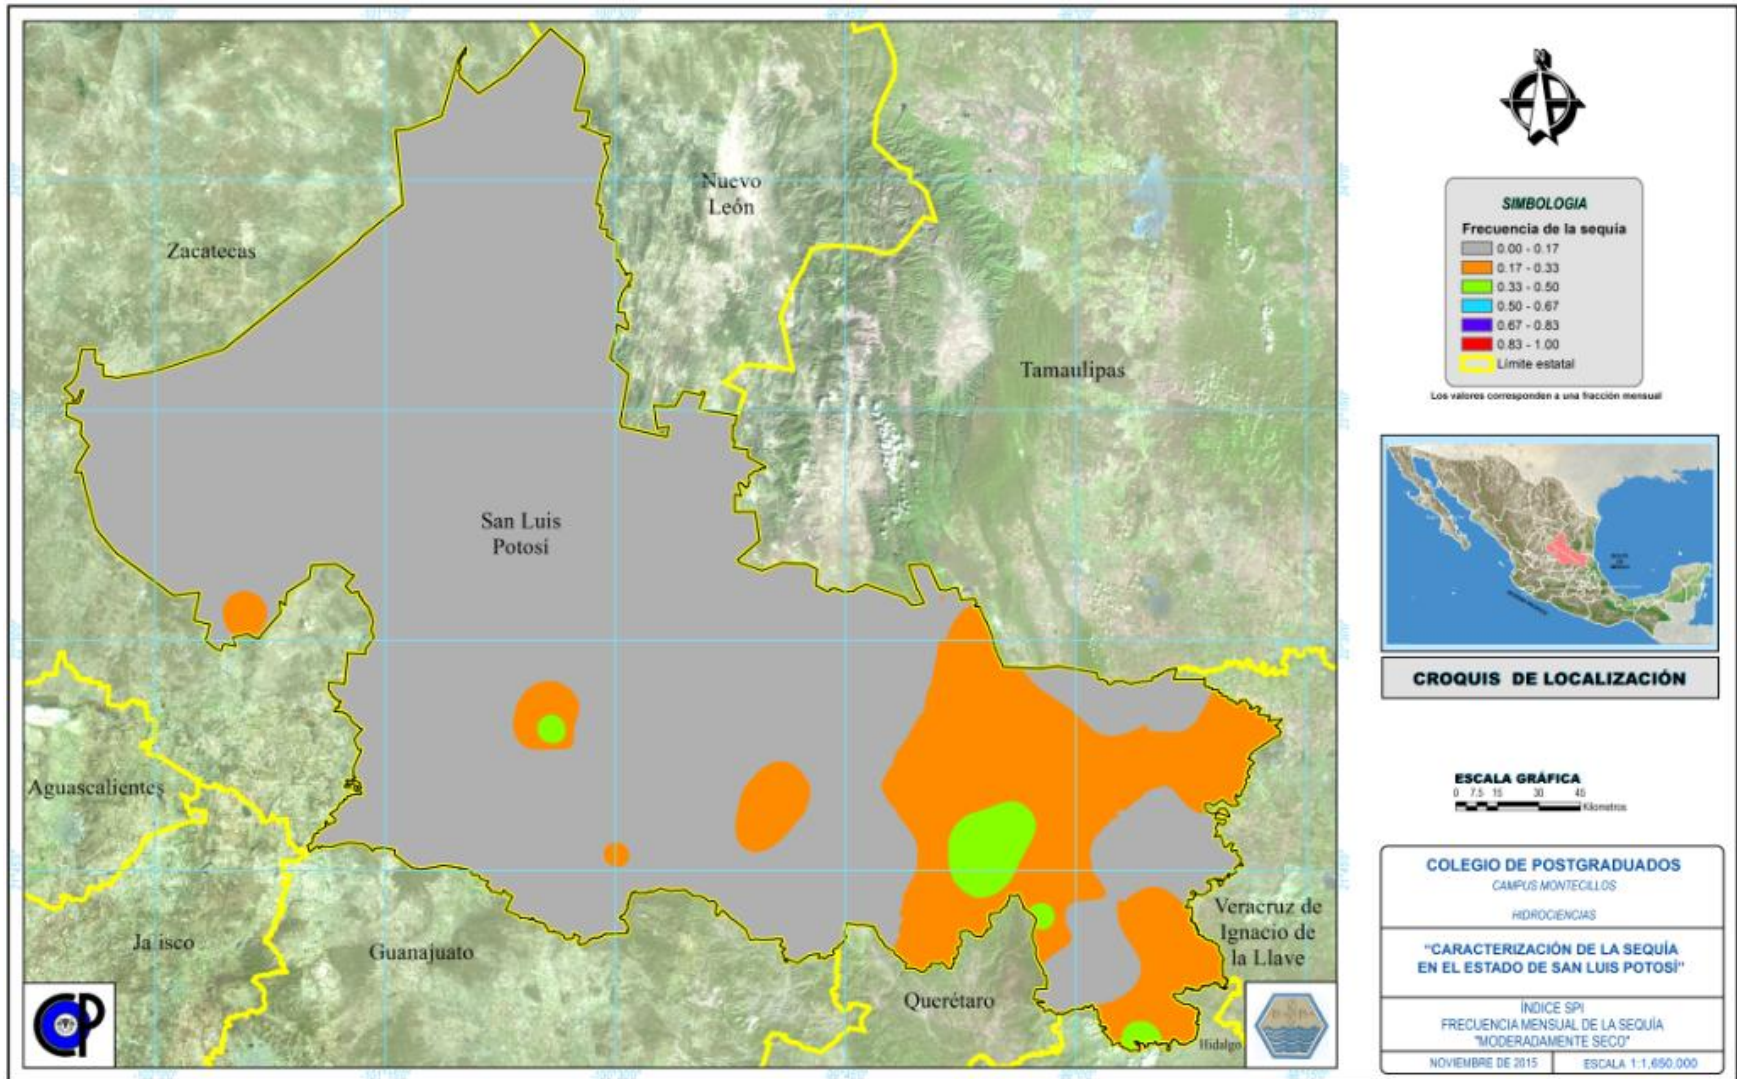 Zacatecas
Nuevo
León
Tamaulipas
San Luis
Potosí
Aguascalientes
Jalisco
Guanajuato
Querétaro
Hidalgo
Veracruz de
Ignacio de
la Llave
SIMBOLOGIA
Frecuencia de la sequía
0.00 - 0.17
0.17 - 0.33
0.33 - 0.50
0.50 - 0.67
0.67 - 0.83
0.83 - 1.00
Límite estatal
Los valores corresponden a una fracción mensual
CROQUIS DE LOCALIZACIÓN
ESCALA GRÁFICA
0 7.5 15 30 45
Kilometros
COLEGIO DE POSTGRADUADOS
CAMPUS MONTECILLOS
HIDROCIENCIAS
"CARACTERIZACIÓN DE LA SEQUÍA
EN EL ESTADO DE SAN LUIS POTOSÍ"
ÍNDICE SPI
FRECUENCIA MENSUAL DE LA SEQUÍA
"MODERADAMENTE SECO"
NOVIEMBRE DE 2015 ESCALA 1:1,650,000